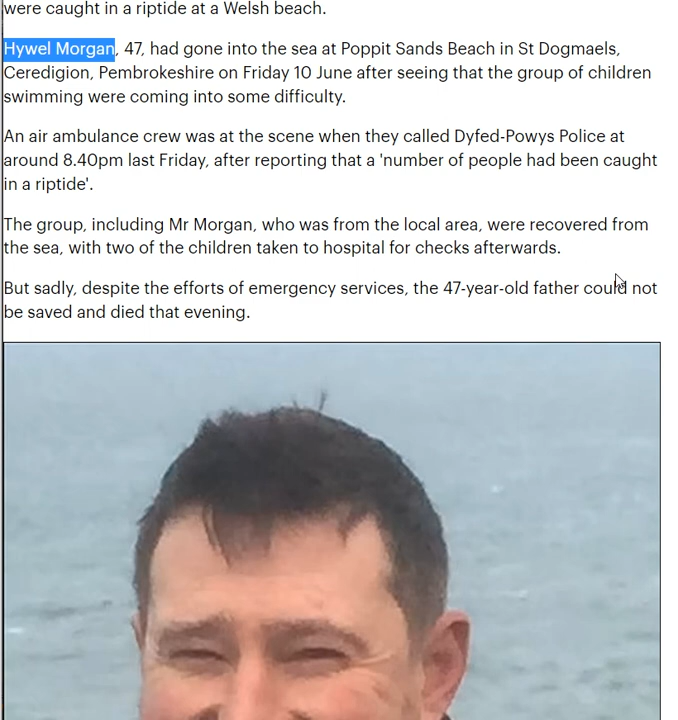 were caught in a riptide at a Welsh beach.
Hywel Morgan, 47, had gone into the sea at Poppit Sands Beach in St Dogmaels,
Ceredigion, Pembrokeshire on Friday 10 June after seeing that the group of children
swimming were coming into some difficulty.
An air ambulance crew was at the scene when they called Dyfed-Powys Police at
around 8.40pm last Friday, after reporting that a 'number of people had been caught
in a riptide'.
The group, including Mr Morgan, who was from the local area, were recovered from
the sea, with two of the children taken to hospital for checks afterwards.
But sadly, despite the efforts of emergency services, the 47-year-old father could not
be saved and died that evening.